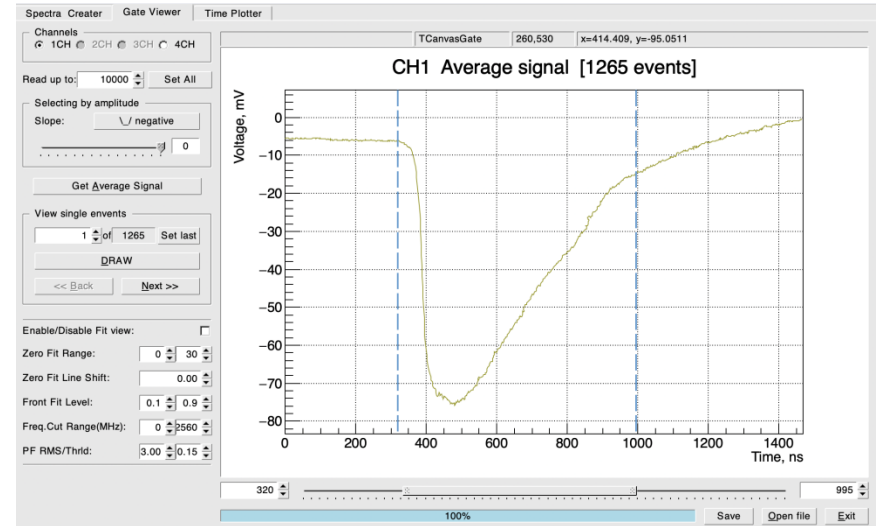 Spectra Creater Gate Viewer Time Plotter
Channels
1CH 2CH 3CH 4CH
TCanvasGate 260,530 x=414.409, y=-95.0511
Read up to: 10000 Set All
CH1 Average signal [1265 events]
Selecting by amplitude
Slope: \_/ negative
0
Get Average Signal
View single envents
1 of 1265 Set last
DRAW
<< Back Next >>
Enable/Disable Fit view:
Zero Fit Range: 0 30
Zero Fit Line Shift: 0.00
Front Fit Level: 0.1 0.9
Freq.Cut Range(MHz): 0 2560
PF RMS/Thrld: 3.00 0.15
Voltage, mV
0
−10
−20
−30
−40
−50
−60
−70
−80
0 200 400 600 800 1000 1200 1400
Time, ns
320 995
100% Save Open file Exit